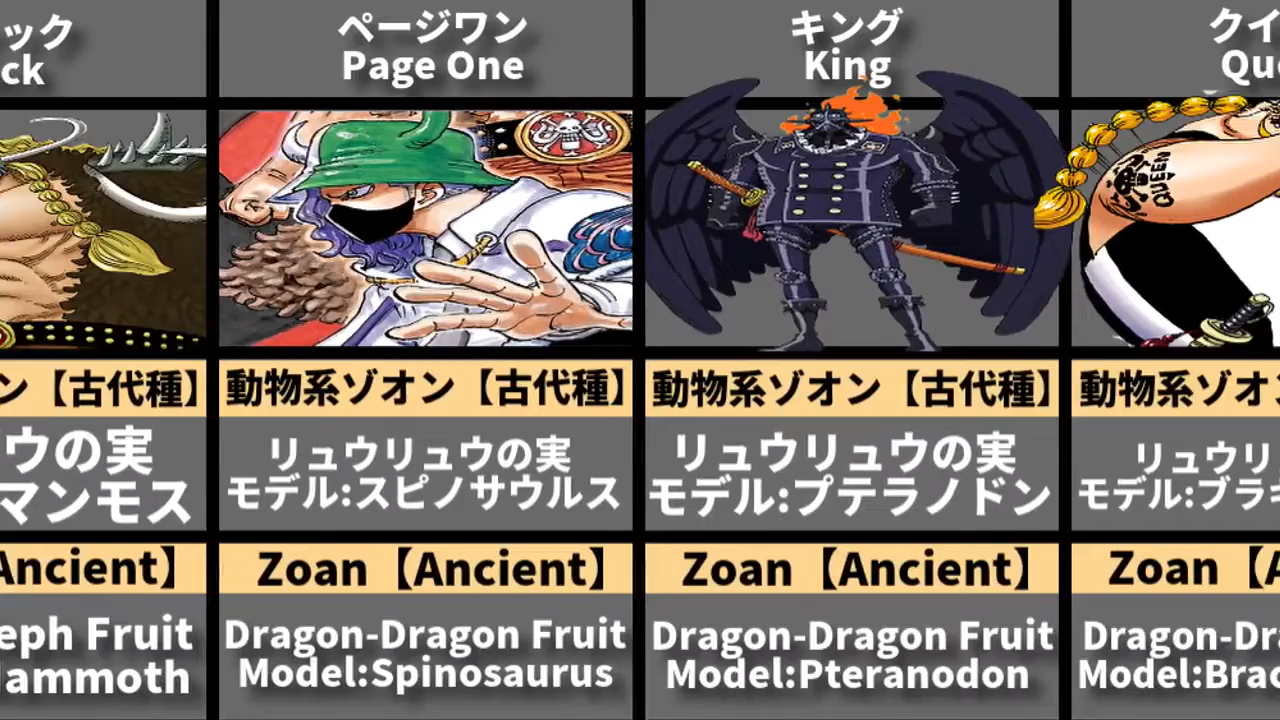 ック
ck
ン【古代種】
ウの実
マンモス
Ancient】
eph Fruit
ammoth
ページワン
Page One
動物系ゾオン【古代種】
リュウリュウの実
モデル:スピノサウルス
Zoan【Ancient】
Dragon-Dragon Fruit
Model:Spinosaurus
キング
King
動物系ゾオン【古代種】
リュウリュウの実
モデル:プテラノドン
Zoan【Ancient】
Dragon-Dragon Fruit
Model:Pteranodon
クイ
Que
QUEEN
動物系ゾオ
リュウリ
モデル:ブラキ
Zoan【A
Dragon-Dr
Model:Brac